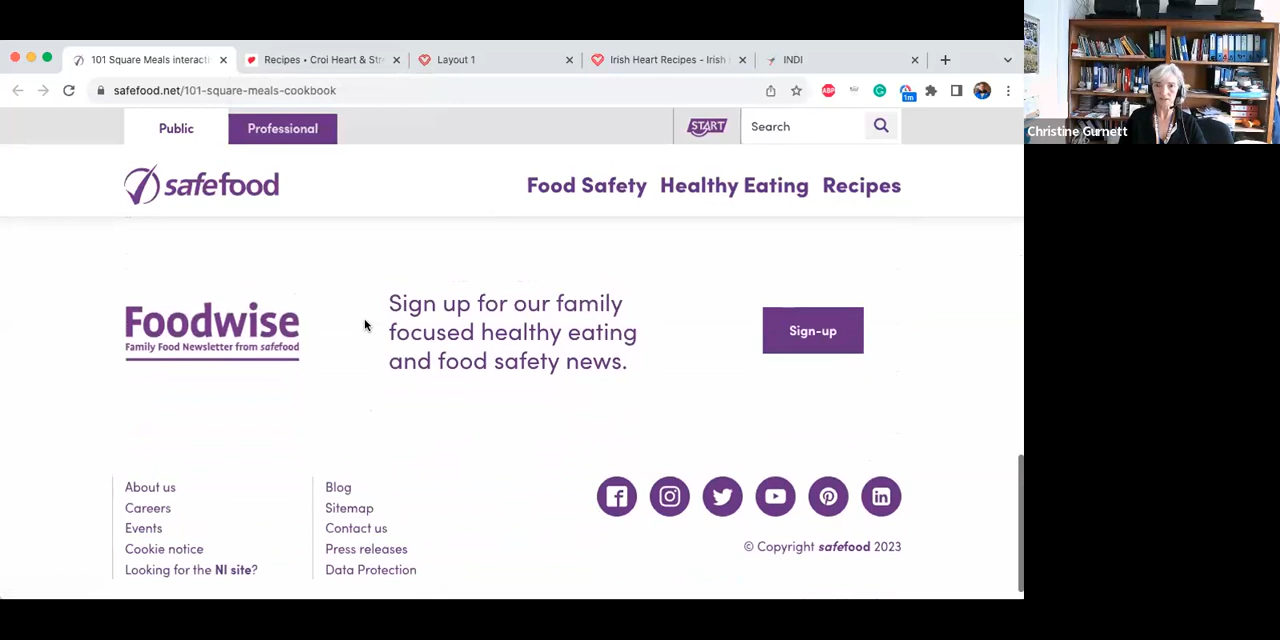 101 Square Meals interacti
Recipes • Croi Heart & Str
Layout 1
Irish Heart Recipes - Irish
INDI
safefood.net/101-square-meals-cookbook
ABP
1m
Christine Gurnett
Public
Professional
START
Search
safefood
Food Safety
Healthy Eating
Recipes
Foodwise
Family Food Newsletter from safefood
Sign up for our family
focused healthy eating
and food safety news.
Sign-up
About us
Careers
Events
Cookie notice
Looking for the NI site?
Blog
Sitemap
Contact us
Press releases
Data Protection
© Copyright safefood 2023